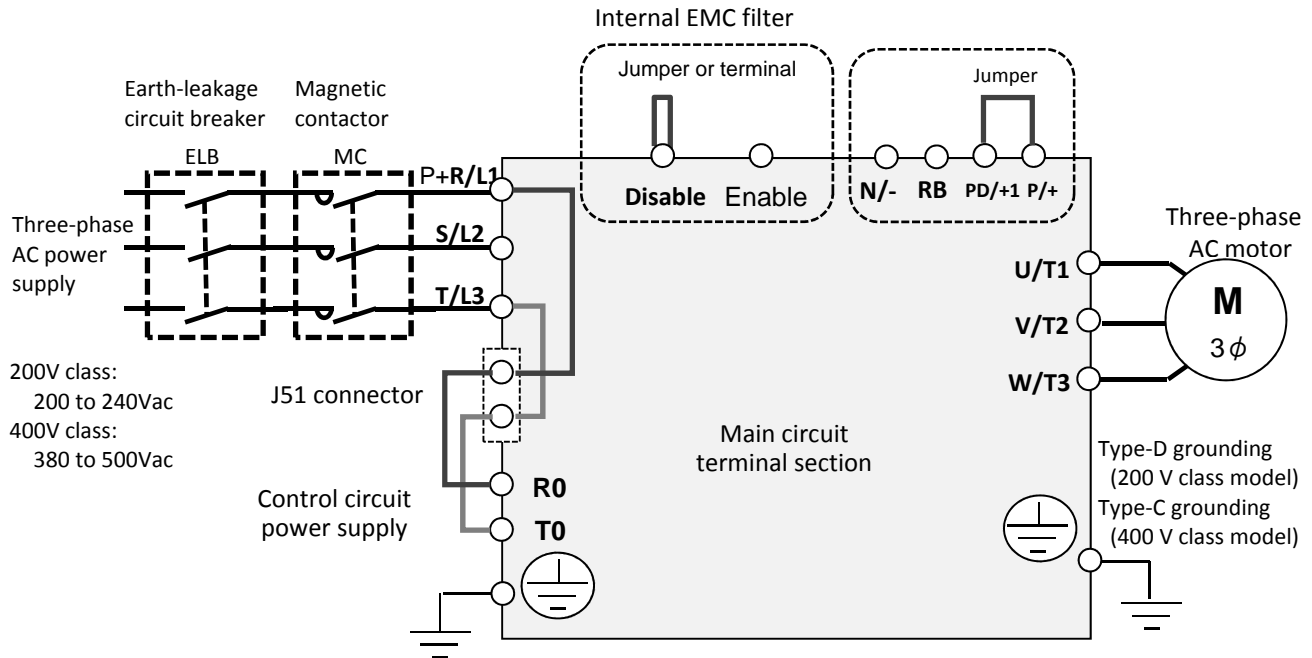 Internal EMC filter
Jumper or terminal
Jumper
Earth-leakage
circuit breaker
Magnetic
contactor
ELB
MC
P+R/L1
Disable
Enable
N/-
RB
PD/+1
P/+
Three-phase
AC power
supply
S/L2
T/L3
Three-phase
AC motor
U/T1
V/T2
W/T3
M
3ϕ
200V class:
200 to 240Vac
400V class:
380 to 500Vac
J51 connector
Main circuit
terminal section
Control circuit
power supply
R0
T0
Type-D grounding
(200 V class model)
Type-C grounding
(400 V class model)